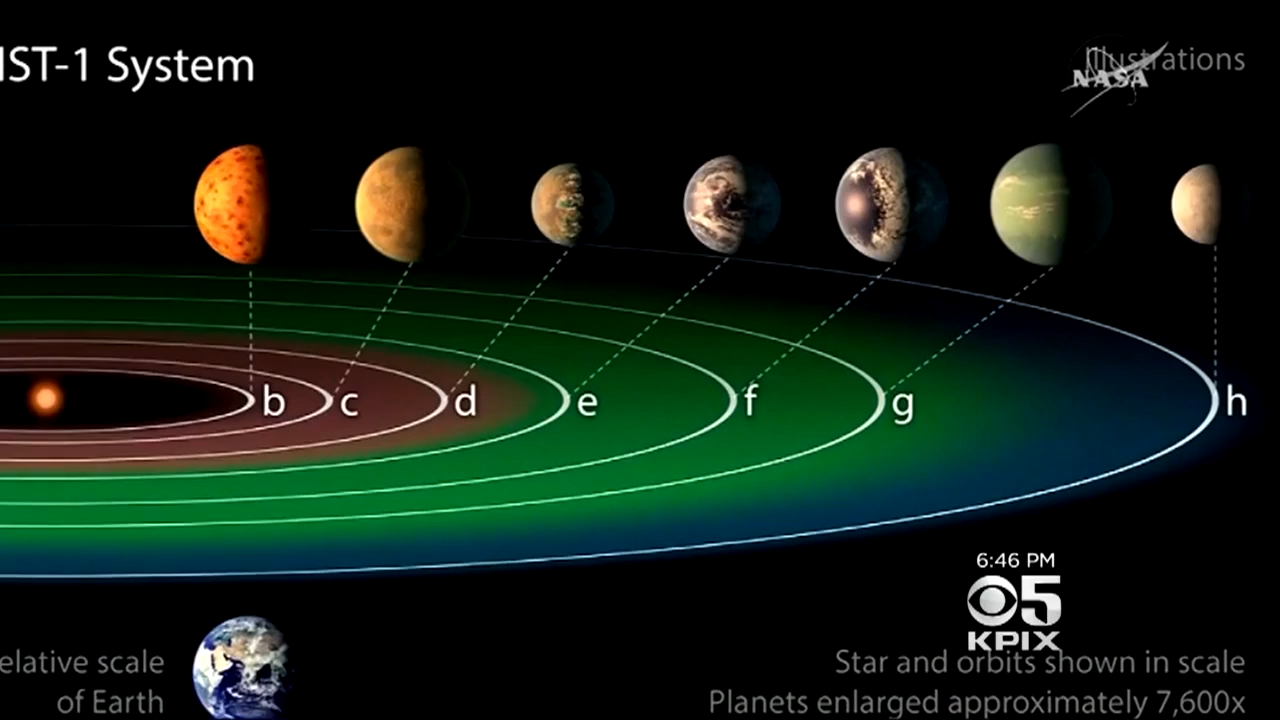 IST-1 System
Illustrations
NASA
b
c
d
e
f
g
h
6:46 PM
5
KPIX
elative scale
of Earth
Star and orbits shown in scale
Planets enlarged approximately 7,600x